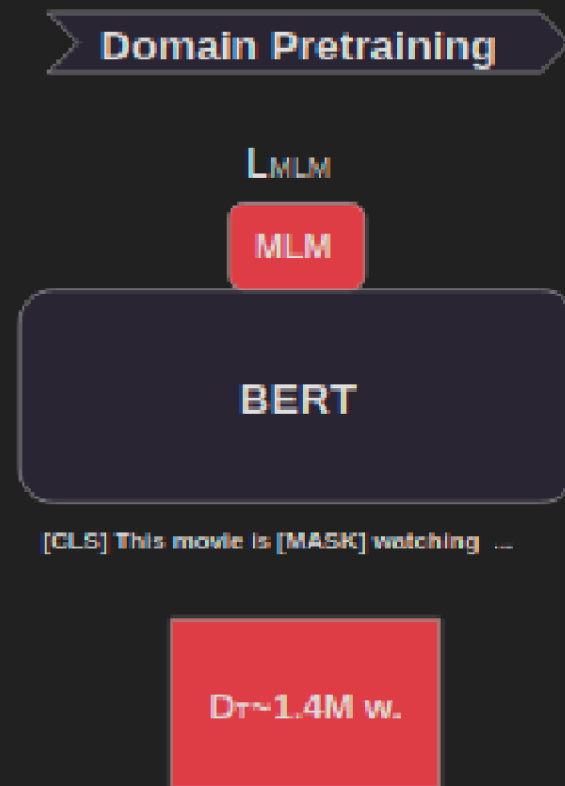 Domain Pretraining
LMLM
MLM
BERT
[CLS] This movie is [MASK] watching ...
DT~1.4M w.